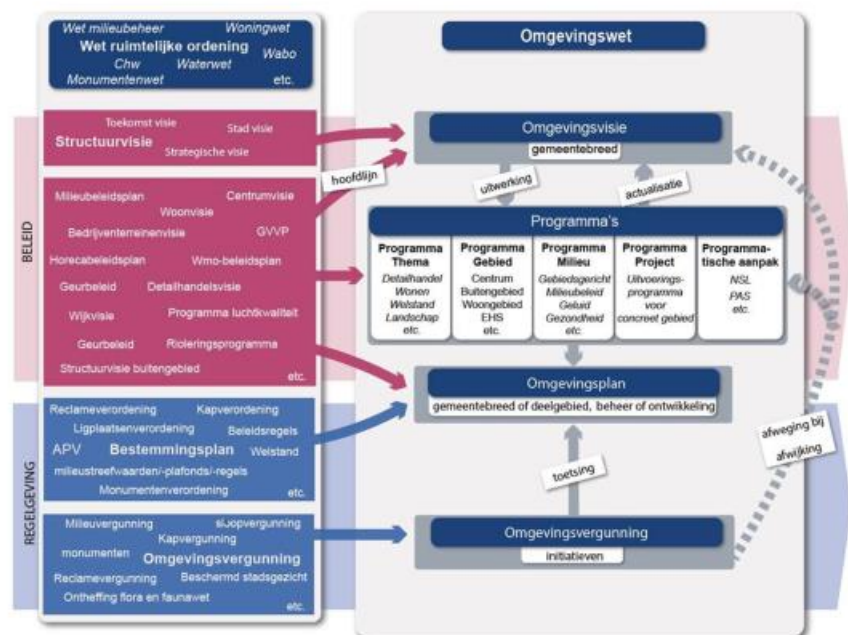 Wet milieubeheer Woningwet
Wet ruimtelijke ordening Wabo
Chw Waterwet
Monumentenwet etc.
BELEID
Toekomst visie Stad visie
Structuurvisie
Strategische visie
Milieubeleidsplan Centrumvisie
Woonvisie
Bedrijventerreinenvisie GVVP
Horecabeleidsplan Wmo-beleidsplan
Geurbeleid Detailhandelsvisie
Wijkvisie Programma luchtkwaliteit
Geurbeleid Rioleringsprogramma
Structuurvisie buitengebied
etc.
REGELGEVING
Reclameverordening Kapverordening
Ligplaatsenverordening Beleidsregels
APV Bestemmingsplan Welstand
milieustreefwaarden/-plafonds/-regels
Monumentenverordening etc.
Milieuvergunning sloopvergunning
Kapvergunning
monumenten Omgevingsvergunning
Reclamevergunning Beschermd stadsgezicht
Ontheffing flora en faunawet
etc.
Omgevingswet
Omgevingsvisie
gemeentebreed
hoofdlijn
uitwerking
actualisatie
Programma's
Programma Thema
Detailhandel
Wonen
Welstand
Landschap
etc.
Programma Gebied
Centrum
Buitengebied
Woongebied
EHS
etc.
Programma Milieu
Gebiedsgericht
Milieubeleid
Geluid
Gezondheid
etc.
Programma Project
Uitvoerings-
programma
voor
concreet gebied
Programma-
tische aanpak
NSL
PAS
etc.
Omgevingsplan
gemeentebreed of deelgebied, beheer of ontwikkeling
toetsing
afweging bij
afwijking
Omgevingsvergunning
initiatieven